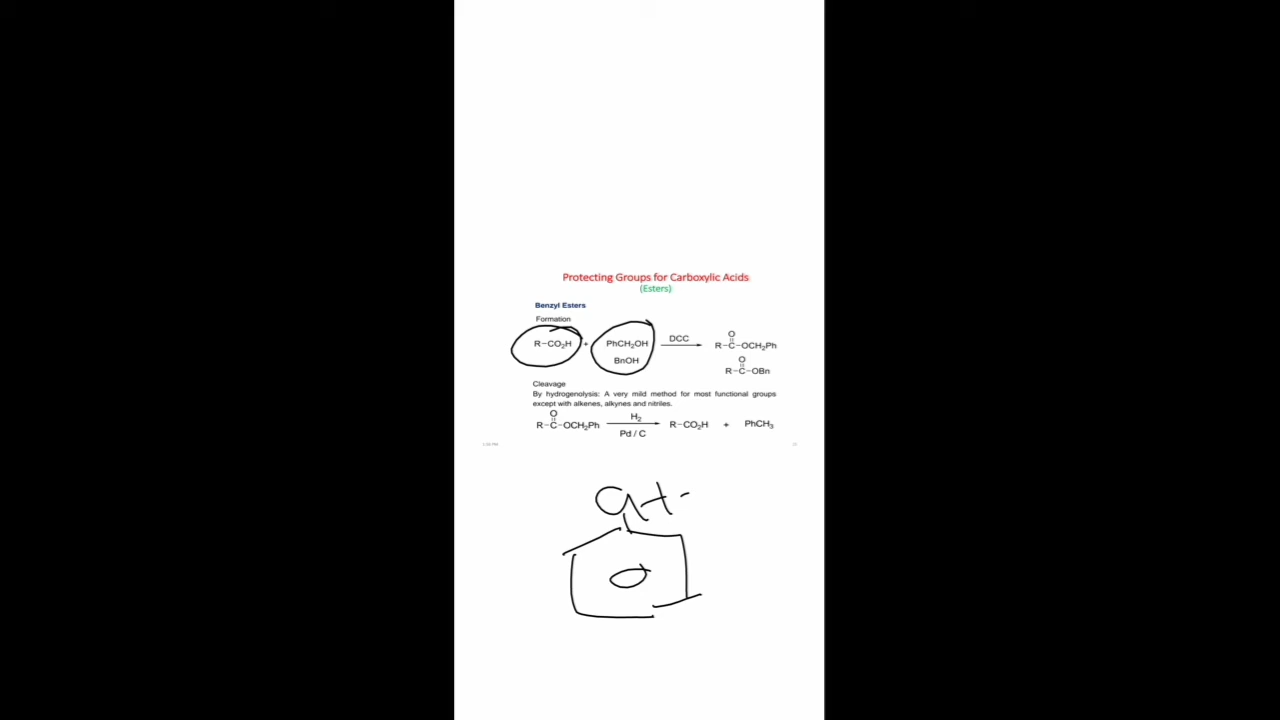 Protecting Groups for Carboxylic Acids
(Esters)
Benzyl Esters
Formation
R–CO₂H + PhCH₂OH DCC R–C–OCH₂Ph
O
BnOH
O
R–C–OBn
Cleavage
By hydrogenolysis: A very mild method for most functional groups
except with alkenes, alkynes and nitriles.
O
R–C–OCH₂Ph H₂ R–CO₂H + PhCH₃
Pd / C